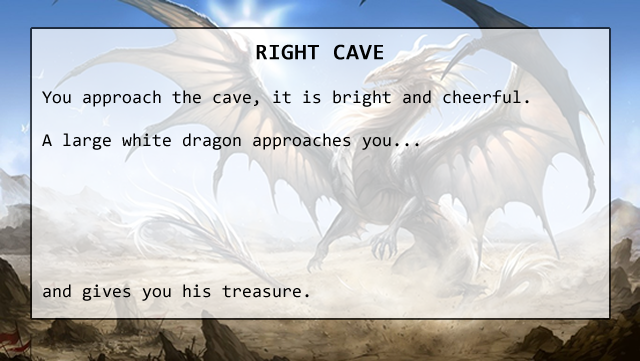 RIGHT CAVE
You approach the cave, it is bright and cheerful.
A large white dragon approaches you...
and gives you his treasure.